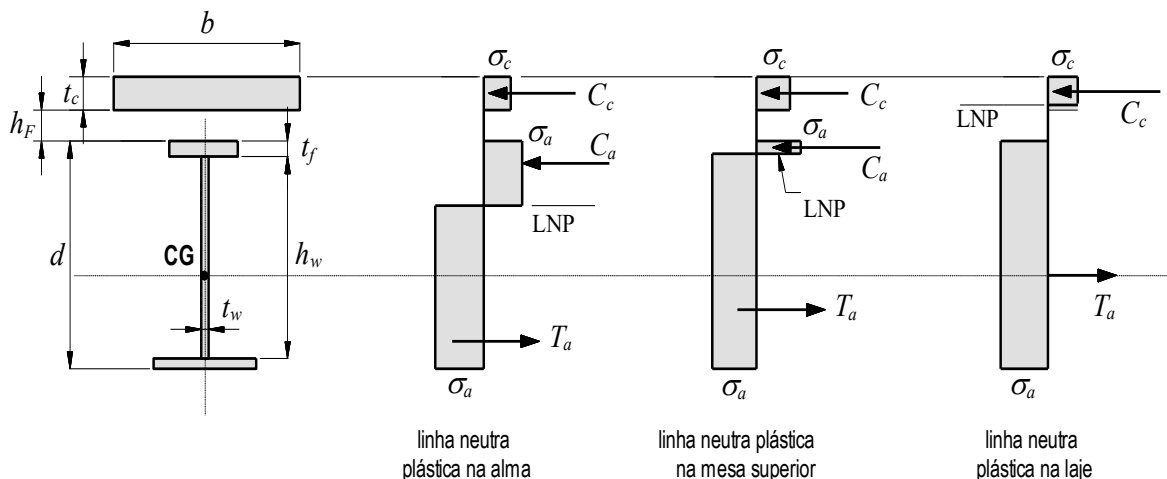 b
t_c
h_F
d
CG
t_w
t_f
h_w
σ_c
C_c
σ_a
C_a
LNP
T_a
σ_a
linha neutra
plástica na alma
σ_c
C_c
σ_a
C_a
LNP
T_a
σ_a
linha neutra plástica
na mesa superior
σ_c
C_c
LNP
T_a
σ_a
linha neutra
plástica na laje